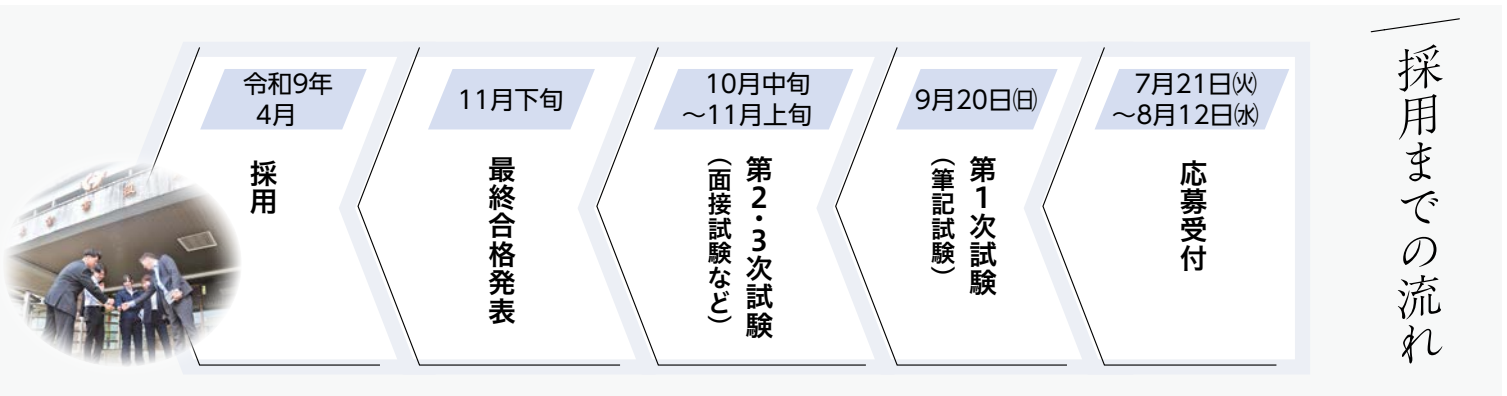 採用までの流れ
7月21日㈫
～8月12日㈬
応募受付
9月20日㈰
第1次試験
（筆記試験）
10月中旬
～11月上旬
第2・3次試験
（面接試験など）
11月下旬
最終合格発表
令和9年
4月
採用